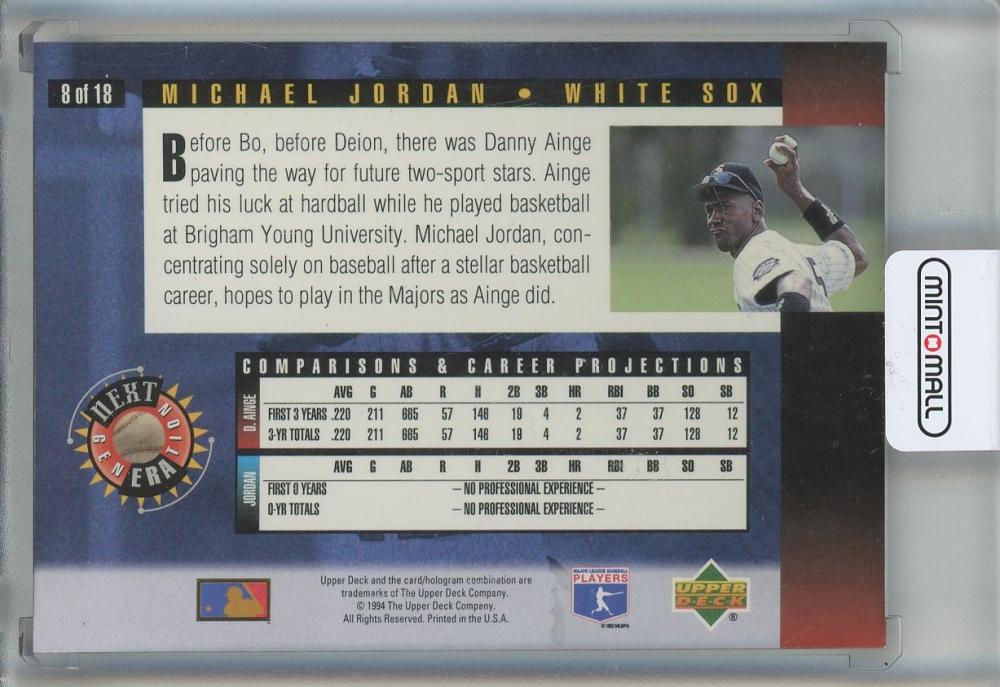 8 of 18
MICHAEL JORDAN • WHITE SOX
Before Bo, before Deion, there was Danny Ainge
paving the way for future two-sport stars. Ainge
tried his luck at hardball while he played basketball
at Brigham Young University. Michael Jordan, con-
centrating solely on baseball after a stellar basketball
career, hopes to play in the Majors as Ainge did.
MINT MALL
COMPARISONS & CAREER PROJECTIONS
D. AINGE
AVG G AB R H 2B 3B HR RBI BB SO SB
FIRST 3 YEARS .220 211 665 57 146 19 4 2 37 37 128 12
3-YR TOTALS .220 211 665 57 146 19 4 2 37 37 128 12
JORDAN
AVG G AB R H 2B 3B HR RBI BB SO SB
FIRST 0 YEARS – NO PROFESSIONAL EXPERIENCE –
0-YR TOTALS – NO PROFESSIONAL EXPERIENCE –
NEXT
GENERATION
Upper Deck and the card/hologram combination are
trademarks of The Upper Deck Company.
© 1994 The Upper Deck Company.
All Rights Reserved. Printed in the U.S.A.
MAJOR LEAGUE BASEBALL
PLAYERS
UPPER
DECK
®